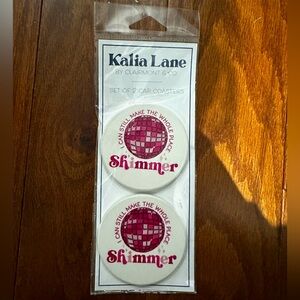 Kalia Lane
BY CLAIRMONT & CO.
SET OF 2 CAR COASTERS
I CAN STILL MAKE THE WHOLE PLACE
Shimmer
I CAN STILL MAKE THE WHOLE PLACE
Shimmer